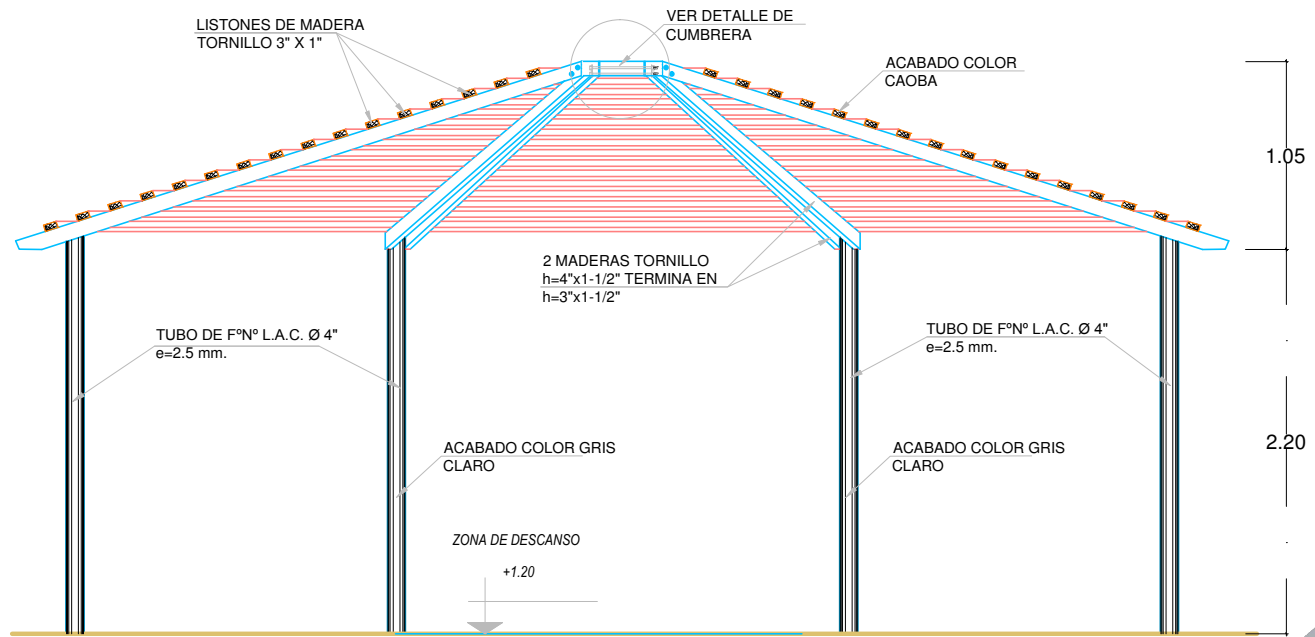 LISTONES DE MADERA
TORNILLO 3" X 1"
VER DETALLE DE
CUMBRERA
ACABADO COLOR
CAOBA
1.05
2 MADERAS TORNILLO
h=4"x1-1/2" TERMINA EN
h=3"x1-1/2"
TUBO DE FºNº L.A.C. Ø 4"
e=2.5 mm.
TUBO DE FºNº L.A.C. Ø 4"
e=2.5 mm.
ACABADO COLOR GRIS
CLARO
ACABADO COLOR GRIS
CLARO
2.20
ZONA DE DESCANSO
+1.20